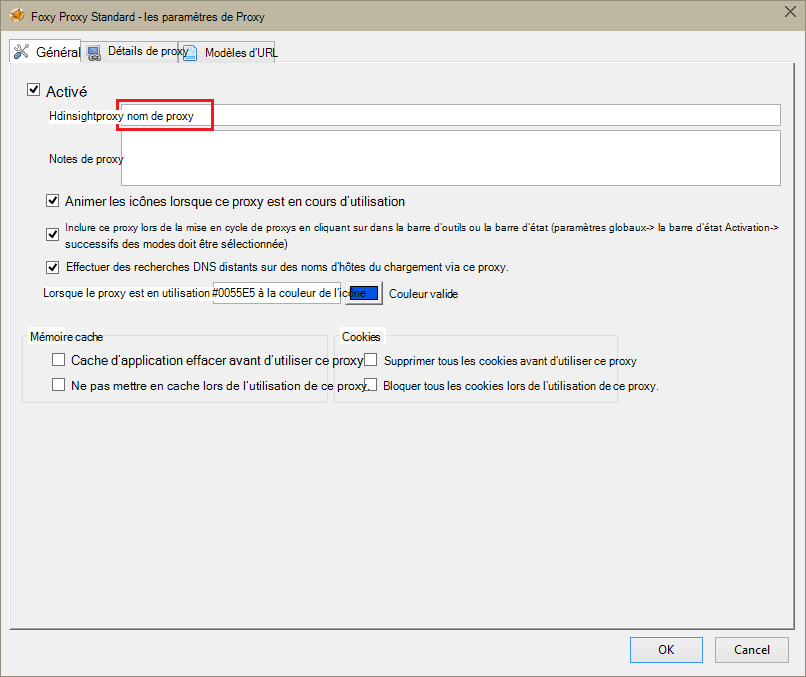 Foxy Proxy Standard - les paramètres de Proxy
Général
Détails de proxy
Modèles d'URL
Activé
Hdinsightproxy nom de proxy
Notes de proxy
Animer les icônes lorsque ce proxy est en cours d'utilisation
Inclure ce proxy lors de la mise en cycle de proxys en cliquant sur dans la barre d'outils ou la barre d'état (paramètres globaux-> la barre d'état Activation->
successifs des modes doit être sélectionnée)
Effectuer des recherches DNS distants sur des noms d'hôtes du chargement via ce proxy.
Lorsque le proxy est en utilisation #0055E5 à la couleur de l'icône
Couleur valide
Mémoire cache
Cookies
Cache d'application effacer avant d'utiliser ce proxy
Supprimer tous les cookies avant d'utiliser ce proxy
Ne pas mettre en cache lors de l'utilisation de ce proxy.
Bloquer tous les cookies lors de l'utilisation de ce proxy.
OK
Cancel